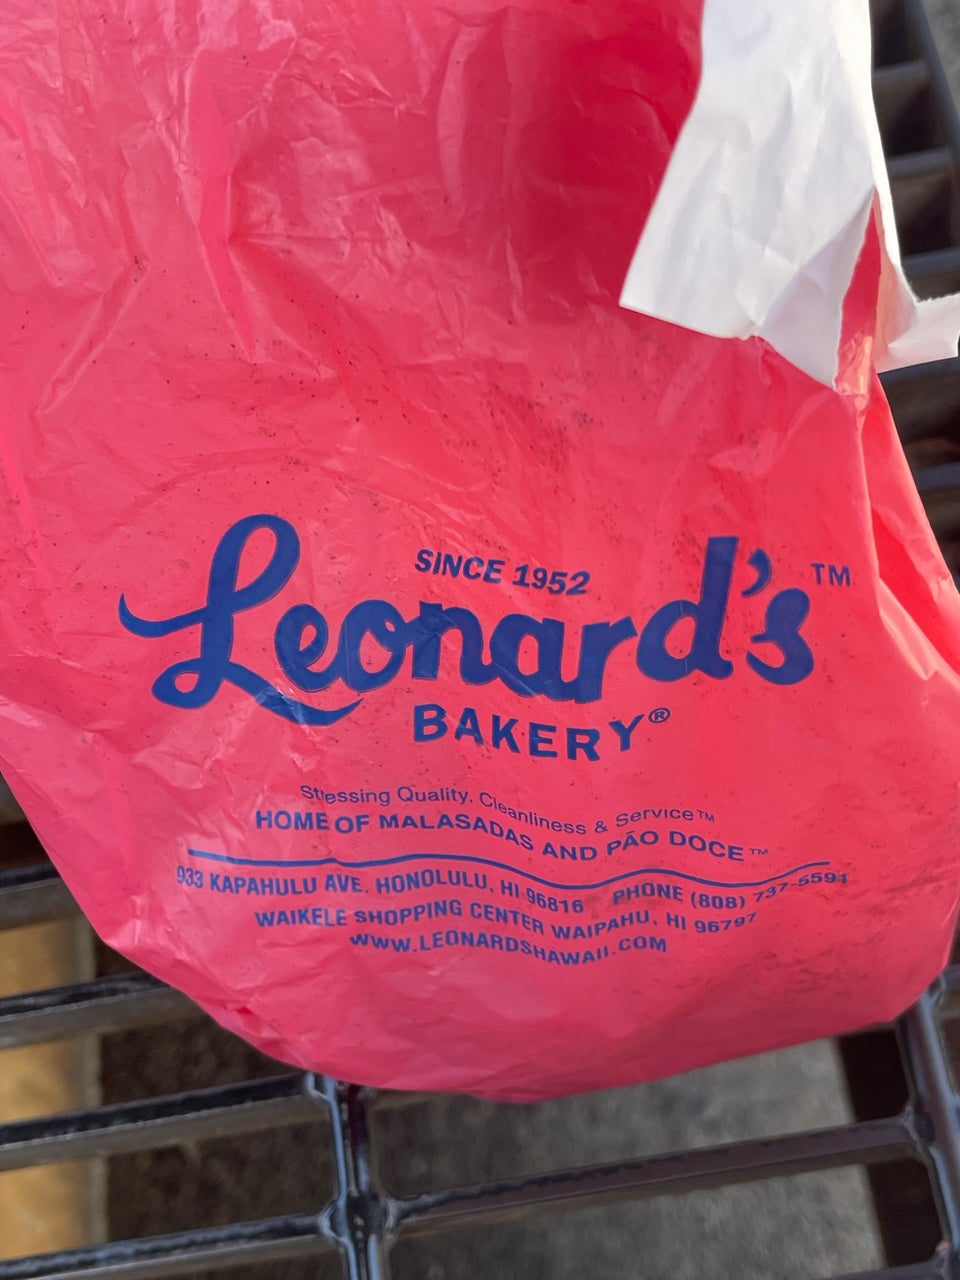 SINCE 1952
Leonard's™
BAKERY®
Stressing Quality, Cleanliness & Service™
HOME OF MALASADAS AND PÃO DOCE™
933 KAPAHULU AVE. HONOLULU, HI 96816 PHONE (808) 737-5591
WAIKELE SHOPPING CENTER WAIPAHU, HI 96797
WWW.LEONARDSHAWAII.COM